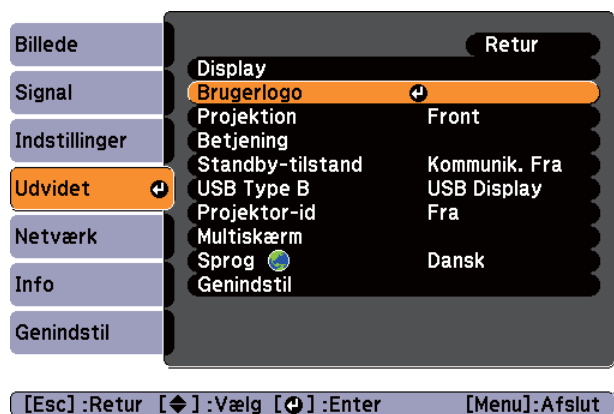 Billede
Signal
Indstillinger
Udvidet
Netværk
Info
Genindstil
Retur
Display
Brugerlogo
Projektion Front
Betjening
Standby-tilstand Kommunik. Fra
USB Type B USB Display
Projektor-id Fra
Multiskærm
Sprog Dansk
Genindstil
[Esc] :Retur [◆] :Vælg [⏎] :Enter [Menu]:Afslut